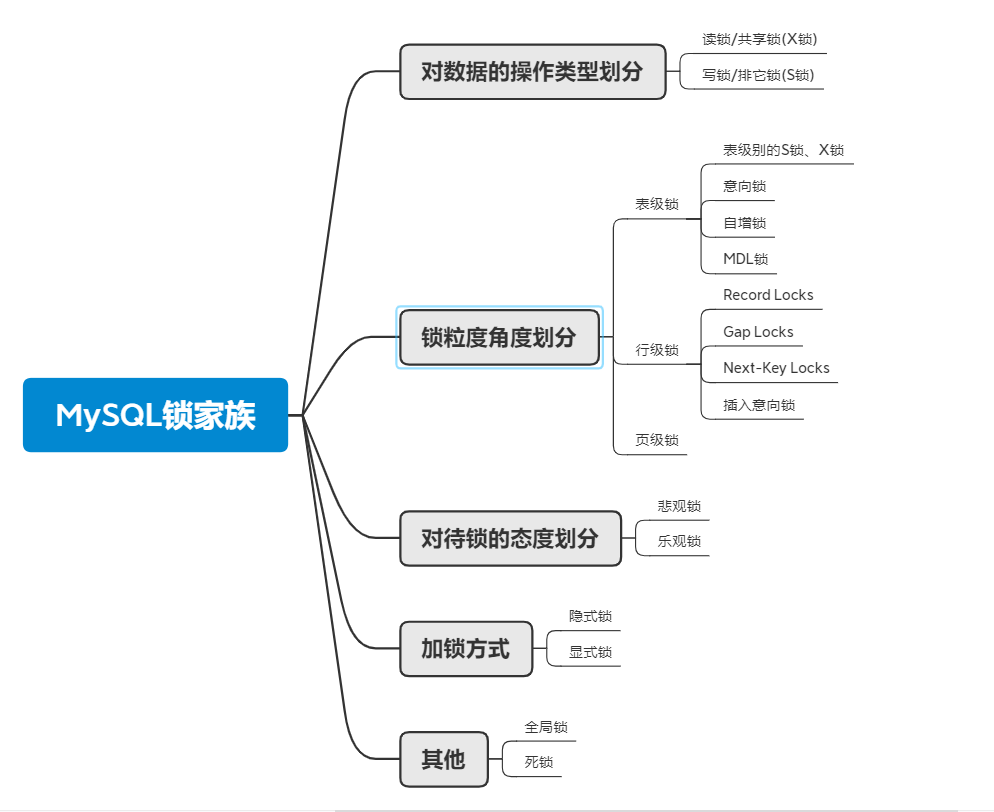 MySQL锁家族
对数据的操作类型划分
读锁/共享锁(X锁)
写锁/排它锁(S锁)
锁粒度角度划分
表级锁
表级别的S锁、X锁
意向锁
自增锁
MDL锁
行级锁
Record Locks
Gap Locks
Next-Key Locks
插入意向锁
页级锁
对待锁的态度划分
悲观锁
乐观锁
加锁方式
隐式锁
显式锁
其他
全局锁
死锁